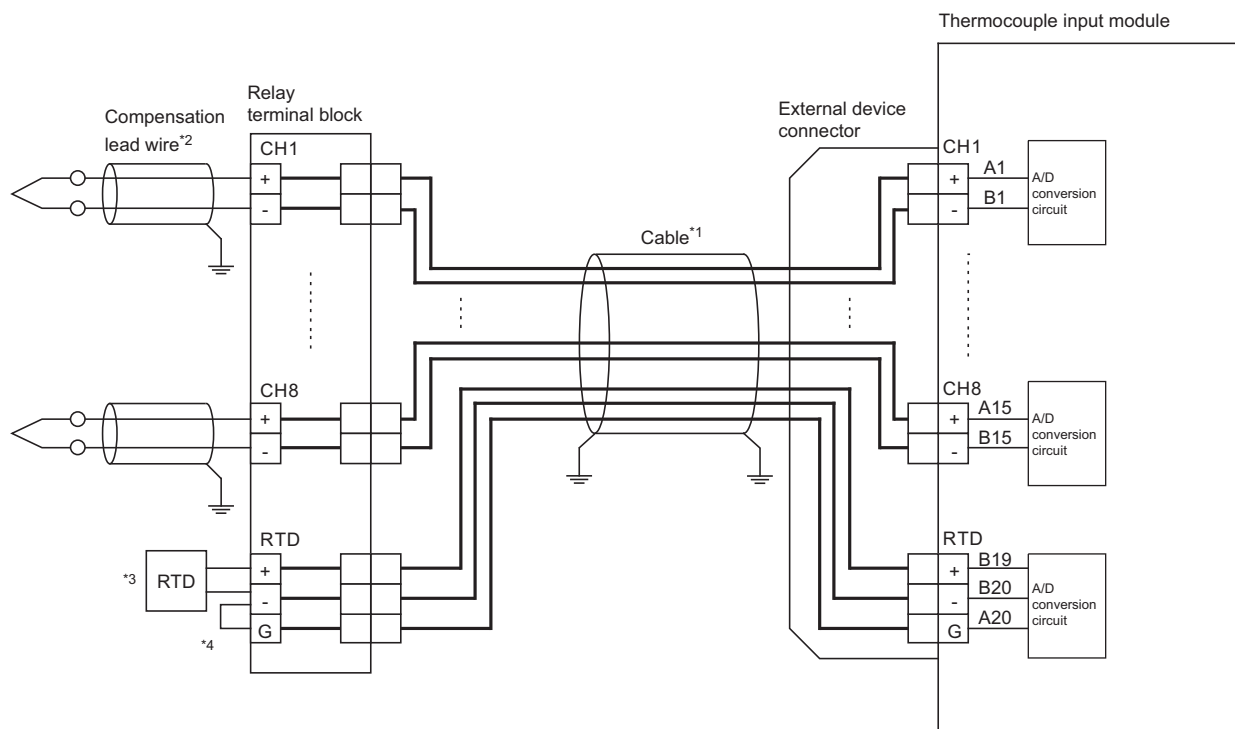 Thermocouple input module
Compensation
lead wire*2
Relay
terminal block
External device
connector
CH1
+
-
Cable*1
CH1
+
-
A1
B1
A/D
conversion
circuit
CH8
+
-
CH8
+
-
A15
B15
A/D
conversion
circuit
*3
RTD
*4
RTD
+
-
G
RTD
+
-
G
B19
B20
A20
A/D
conversion
circuit